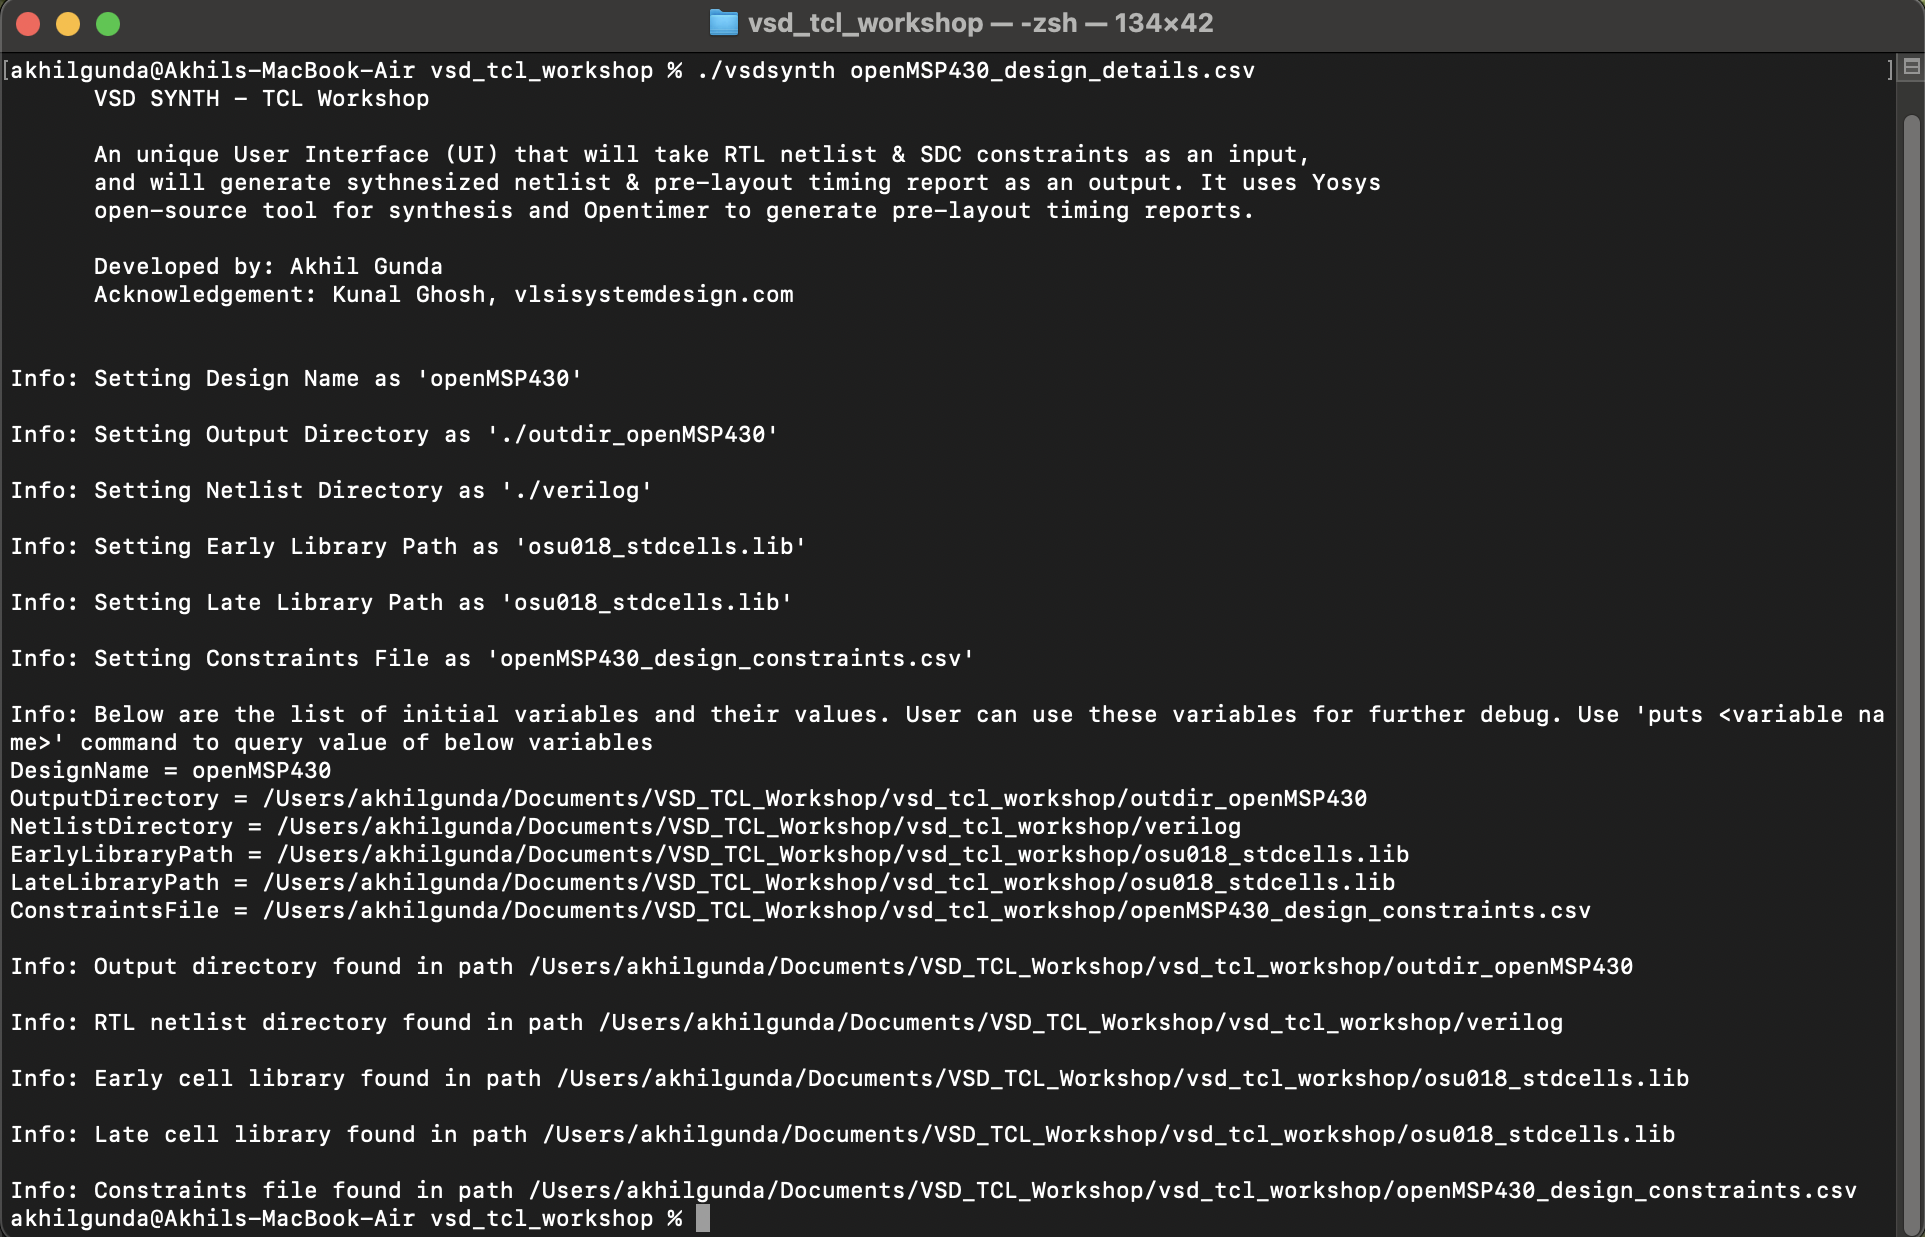 vsd_tcl_workshop — -zsh — 134×42
[akhilgunda@Akhils-MacBook-Air vsd_tcl_workshop % ./vsdsynth openMSP430_design_details.csv ]
VSD SYNTH - TCL Workshop
An unique User Interface (UI) that will take RTL netlist & SDC constraints as an input,
and will generate sythnesized netlist & pre-layout timing report as an output. It uses Yosys
open-source tool for synthesis and Opentimer to generate pre-layout timing reports.
Developed by: Akhil Gunda
Acknowledgement: Kunal Ghosh, vlsisystemdesign.com
Info: Setting Design Name as 'openMSP430'
Info: Setting Output Directory as './outdir_openMSP430'
Info: Setting Netlist Directory as './verilog'
Info: Setting Early Library Path as 'osu018_stdcells.lib'
Info: Setting Late Library Path as 'osu018_stdcells.lib'
Info: Setting Constraints File as 'openMSP430_design_constraints.csv'
Info: Below are the list of initial variables and their values. User can use these variables for further debug. Use 'puts <variable na
me>' command to query value of below variables
DesignName = openMSP430
OutputDirectory = /Users/akhilgunda/Documents/VSD_TCL_Workshop/vsd_tcl_workshop/outdir_openMSP430
NetlistDirectory = /Users/akhilgunda/Documents/VSD_TCL_Workshop/vsd_tcl_workshop/verilog
EarlyLibraryPath = /Users/akhilgunda/Documents/VSD_TCL_Workshop/vsd_tcl_workshop/osu018_stdcells.lib
LateLibraryPath = /Users/akhilgunda/Documents/VSD_TCL_Workshop/vsd_tcl_workshop/osu018_stdcells.lib
ConstraintsFile = /Users/akhilgunda/Documents/VSD_TCL_Workshop/vsd_tcl_workshop/openMSP430_design_constraints.csv
Info: Output directory found in path /Users/akhilgunda/Documents/VSD_TCL_Workshop/vsd_tcl_workshop/outdir_openMSP430
Info: RTL netlist directory found in path /Users/akhilgunda/Documents/VSD_TCL_Workshop/vsd_tcl_workshop/verilog
Info: Early cell library found in path /Users/akhilgunda/Documents/VSD_TCL_Workshop/vsd_tcl_workshop/osu018_stdcells.lib
Info: Late cell library found in path /Users/akhilgunda/Documents/VSD_TCL_Workshop/vsd_tcl_workshop/osu018_stdcells.lib
Info: Constraints file found in path /Users/akhilgunda/Documents/VSD_TCL_Workshop/vsd_tcl_workshop/openMSP430_design_constraints.csv
akhilgunda@Akhils-MacBook-Air vsd_tcl_workshop %